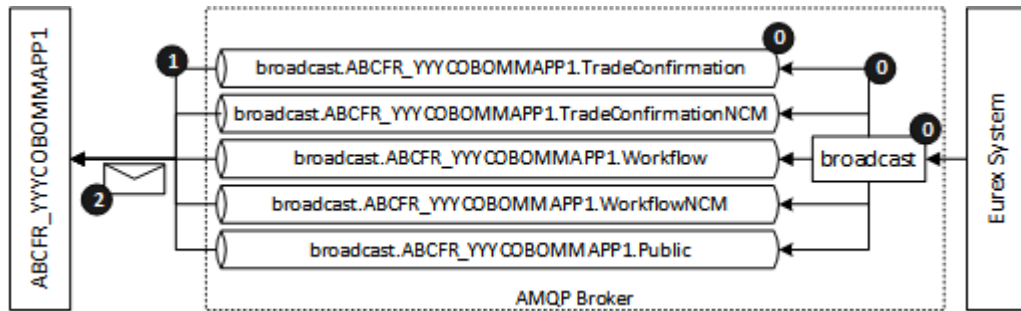 ABCFR_YYYCOBOMMAPP1
1
2
0
broadcast.ABCFR_YYYCOBOMMAPP1.TradeConfirmation
broadcast.ABCFR_YYYCOBOMMAPP1.TradeConfirmationNCM
broadcast.ABCFR_YYYCOBOMMAPP1.Workflow
broadcast.ABCFR_YYYCOBOMMAPP1.WorkflowNCM
broadcast.ABCFR_YYYCOBOMMAPP1.Public
AMQP Broker
0
0
broadcast
Eurex System